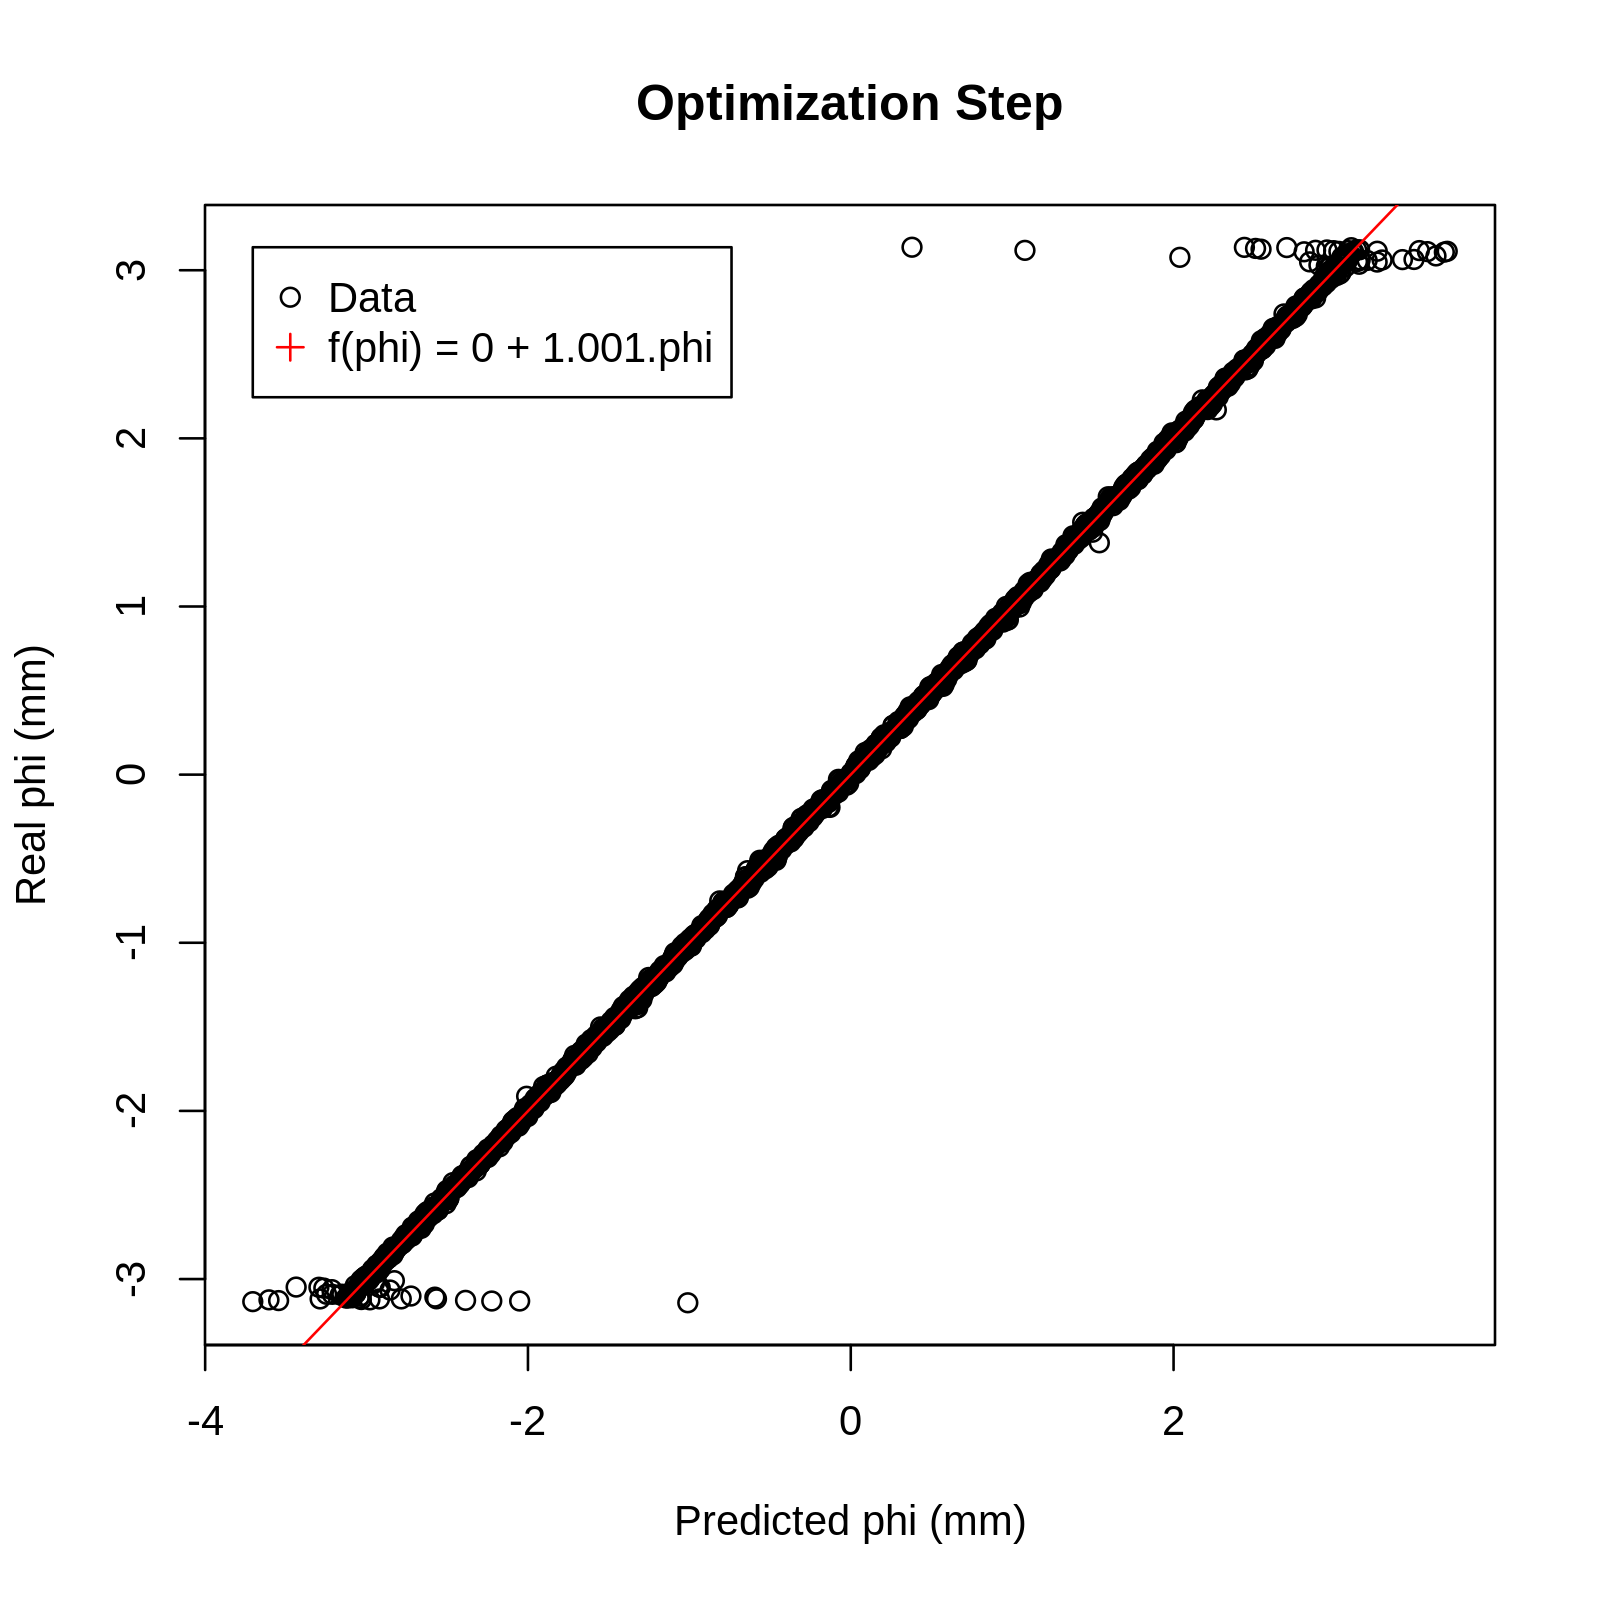 Optimization Step
Data
f(phi) = 0 + 1.001.phi
3
2
1
0
-1
-2
-3
Real phi (mm)
-4
-2
0
2
Predicted phi (mm)